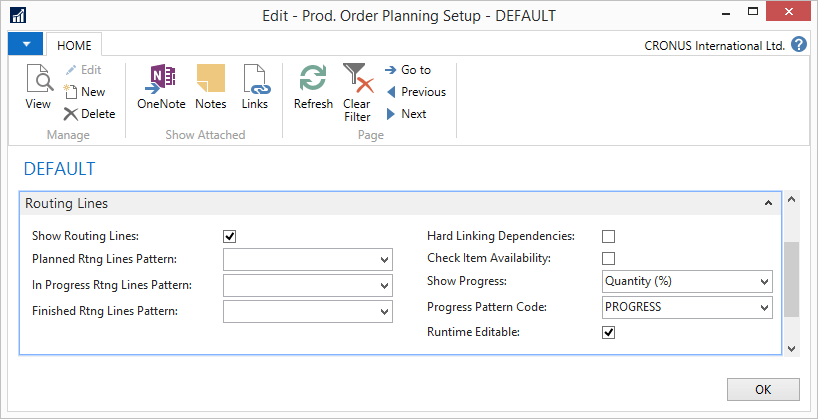 Edit - Prod. Order Planning Setup - DEFAULT
HOME
CRONUS International Ltd.
?
View
Edit
New
Delete
Manage
OneNote
Notes
Links
Show Attached
Refresh
Clear
Filter
Go to
Previous
Next
Page
DEFAULT
Routing Lines
Show Routing Lines:
Planned Rtng Lines Pattern:
In Progress Rtng Lines Pattern:
Finished Rtng Lines Pattern:
Hard Linking Dependencies:
Check Item Availability:
Show Progress: Quantity (%)
Progress Pattern Code: PROGRESS
Runtime Editable:
OK